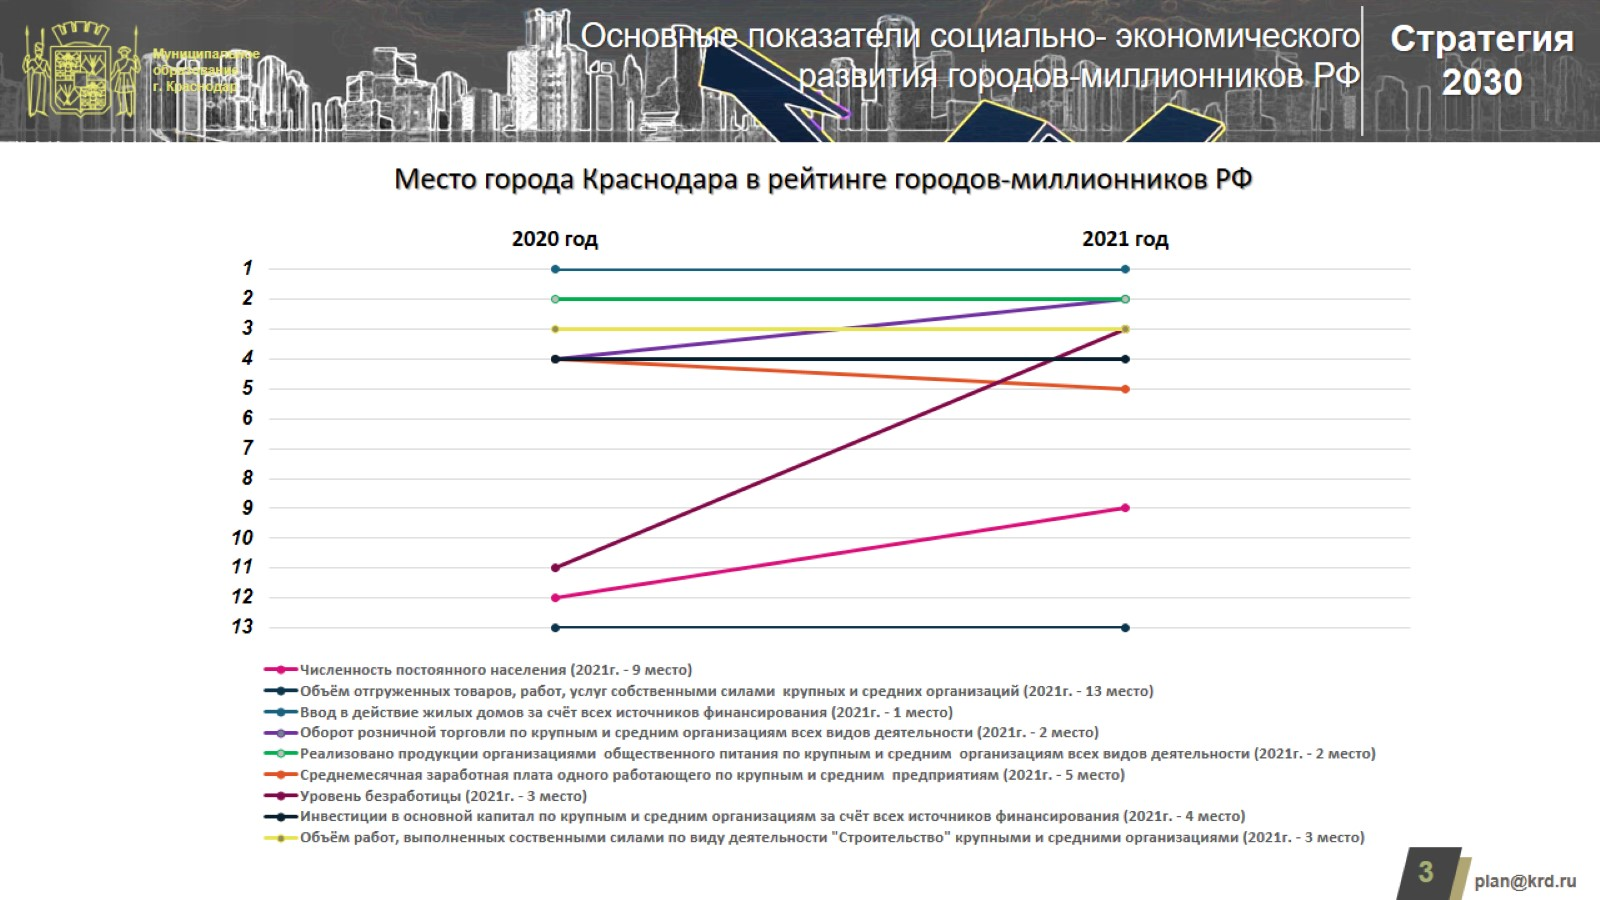 Муниципальное
образование
г. Краснодар
Основные показатели социально- экономического
развития городов-миллионников РФ
Стратегия
2030
Место города Краснодара в рейтинге городов-миллионников РФ
2020 год
2021 год
1
2
3
4
5
6
7
8
9
10
11
12
13
Численность постоянного населения (2021г. - 9 место)
Объём отгруженных товаров, работ, услуг собственными силами крупных и средних организаций (2021г. - 13 место)
Ввод в действие жилых домов за счёт всех источников финансирования (2021г. - 1 место)
Оборот розничной торговли по крупным и средним организациям всех видов деятельности (2021г. - 2 место)
Реализовано продукции организациями общественного питания по крупным и средним организациям всех видов деятельности (2021г. - 2 место)
Среднемесячная заработная плата одного работающего по крупным и средним предприятиям (2021г. - 5 место)
Уровень безработицы (2021г. - 3 место)
Инвестиции в основной капитал по крупным и средним организациям за счёт всех источников финансирования (2021г. - 4 место)
Объём работ, выполненных соственными силами по виду деятельности "Строительство" крупными и средними организациями (2021г. - 3 место)
3
plan@krd.ru